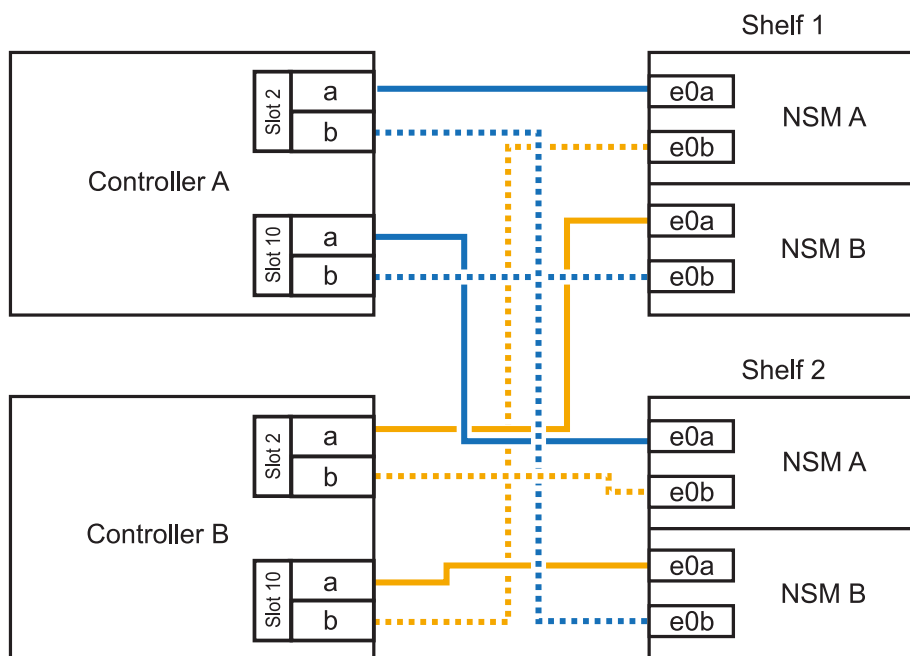 Shelf 1
Slot 2
a
b
Controller A
Slot 10
a
b
e0a
e0b
NSM A
e0a
e0b
NSM B
Shelf 2
Slot 2
a
b
Controller B
Slot 10
a
b
e0a
e0b
NSM A
e0a
e0b
NSM B